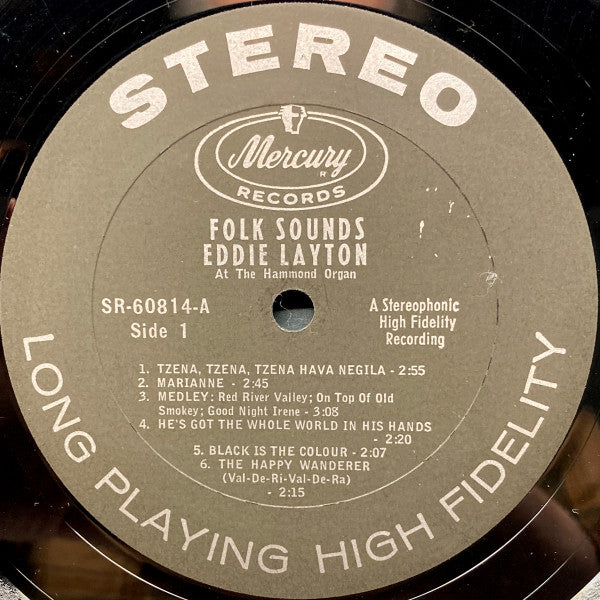 STEREO
Mercury
R
RECORDS
FOLK SOUNDS
EDDIE LAYTON
At The Hammond Organ
SR-60814-A
Side 1
A Stereophonic
High Fidelity
Recording
1. TZENA, TZENA, TZENA HAVA NEGILA - 2:55
2. MARIANNE - 2:45
3. MEDLEY: Red River Valley; On Top Of Old
Smokey; Good Night Irene - 3:08
4. HE'S GOT THE WHOLE WORLD IN HIS HANDS
- 2:20
5. BLACK IS THE COLOUR - 2:07
6. THE HAPPY WANDERER
(Val-De-Ri-Val-De-Ra)
- 2:15
LONG PLAYING HIGH FIDELITY